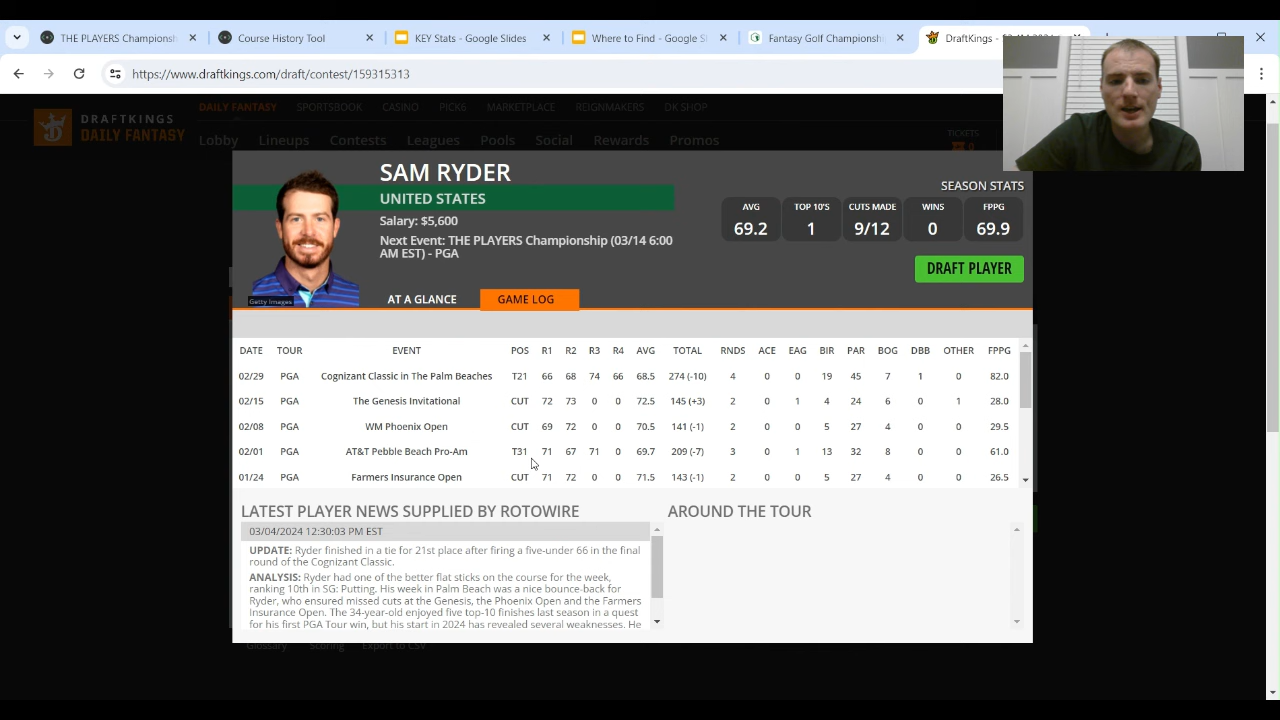 THE PLAYERS Championsh
Course History Tool
KEY Stats - Google Slides
Where to Find - Google S
Fantasy Golf Championshi
DraftKings -
https://www.draftkings.com/draft/contest/159315313
DRAFTKINGS
DAILY FANTASY
DAILY FANTASY SPORTSBOOK CASINO PICK6 MARKETPLACE REIGNMAKERS DK SHOP
Lobby Lineups Contests Leagues Pools Social Rewards Promos
TICKETS
0
SAM RYDER
UNITED STATES
Salary: $5,600
Next Event: THE PLAYERS Championship (03/14 6:00
AM EST) - PGA
Getty Images
SEASON STATS
AVG TOP 10'S CUTS MADE WINS FPPG
69.2 1 9/12 0 69.9
DRAFT PLAYER
AT A GLANCE GAME LOG
DATE TOUR EVENT POS R1 R2 R3 R4 AVG TOTAL RNDS ACE EAG BIR PAR BOG DBB OTHER FPPG
02/29 PGA Cognizant Classic in The Palm Beaches T21 66 68 74 66 68.5 274 (-10) 4 0 0 19 45 7 1 0 82.0
02/15 PGA The Genesis Invitational CUT 72 73 0 0 72.5 145 (+3) 2 0 1 4 24 6 0 1 28.0
02/08 PGA WM Phoenix Open CUT 69 72 0 0 70.5 141 (-1) 2 0 0 5 27 4 0 0 29.5
02/01 PGA AT&T Pebble Beach Pro-Am T31 71 67 71 0 69.7 209 (-7) 3 0 1 13 32 8 0 0 61.0
01/24 PGA Farmers Insurance Open CUT 71 72 0 0 71.5 143 (-1) 2 0 0 5 27 4 0 0 26.5
LATEST PLAYER NEWS SUPPLIED BY ROTOWIRE
03/04/2024 12:30:03 PM EST
UPDATE: Ryder finished in a tie for 21st place after firing a five-under 66 in the final
round of the Cognizant Classic.
ANALYSIS: Ryder had one of the better flat sticks on the course for the week,
ranking 10th in SG: Putting. His week in Palm Beach was a nice bounce-back for
Ryder, who ensured missed cuts at the Genesis, the Phoenix Open and the Farmers
Insurance Open. The 34-year-old enjoyed five top-10 finishes last season in a quest
for his first PGA Tour win, but his start in 2024 has revealed several weaknesses. He
AROUND THE TOUR
Glossary Scoring Export to CSV